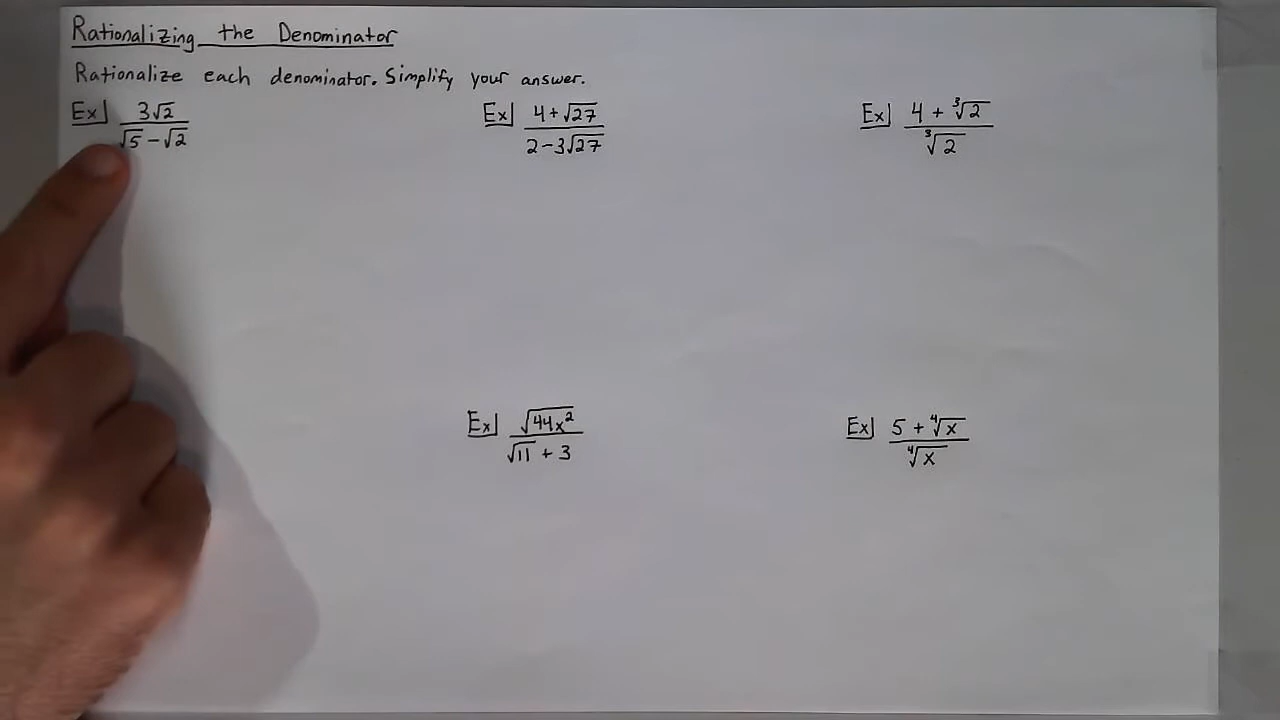 Rationalizing the Denominator
Rationalize each denominator. Simplify your answer.
Ex] 3√2 / (√5 − √2)
Ex] (4 + √27) / (2 − 3√27)
Ex] (4 + ∛2) / ∛2
Ex] √(44x²) / (√11 + 3)
Ex] (5 + ∜x) / ∜x